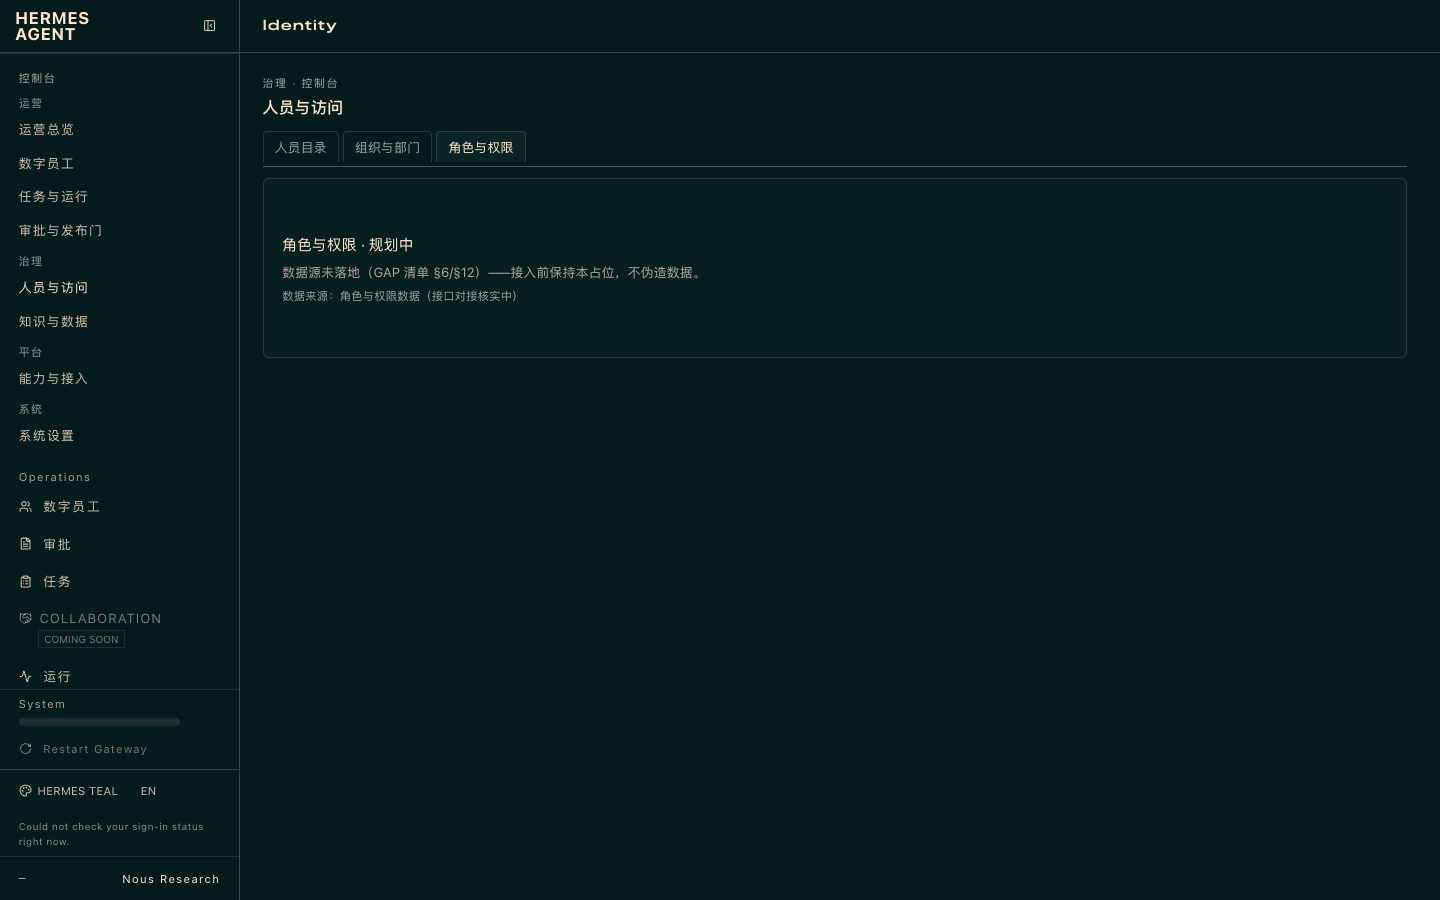 HERMES
AGENT
控制台
运营
运营总览
数字员工
任务与运行
审批与发布门
治理
人员与访问
知识与数据
平台
能力与接入
系统
系统设置
Operations
数字员工
审批
任务
COLLABORATION
COMING SOON
运行
System
Restart Gateway
HERMES TEAL EN
Could not check your sign-in status
right now.
— Nous Research
Identity
治理 · 控制台
人员与访问
人员目录 组织与部门 角色与权限
角色与权限 · 规划中
数据源未落地（GAP 清单 §6/§12）——接入前保持本占位，不伪造数据。
数据来源：角色与权限数据（接口对接核实中）